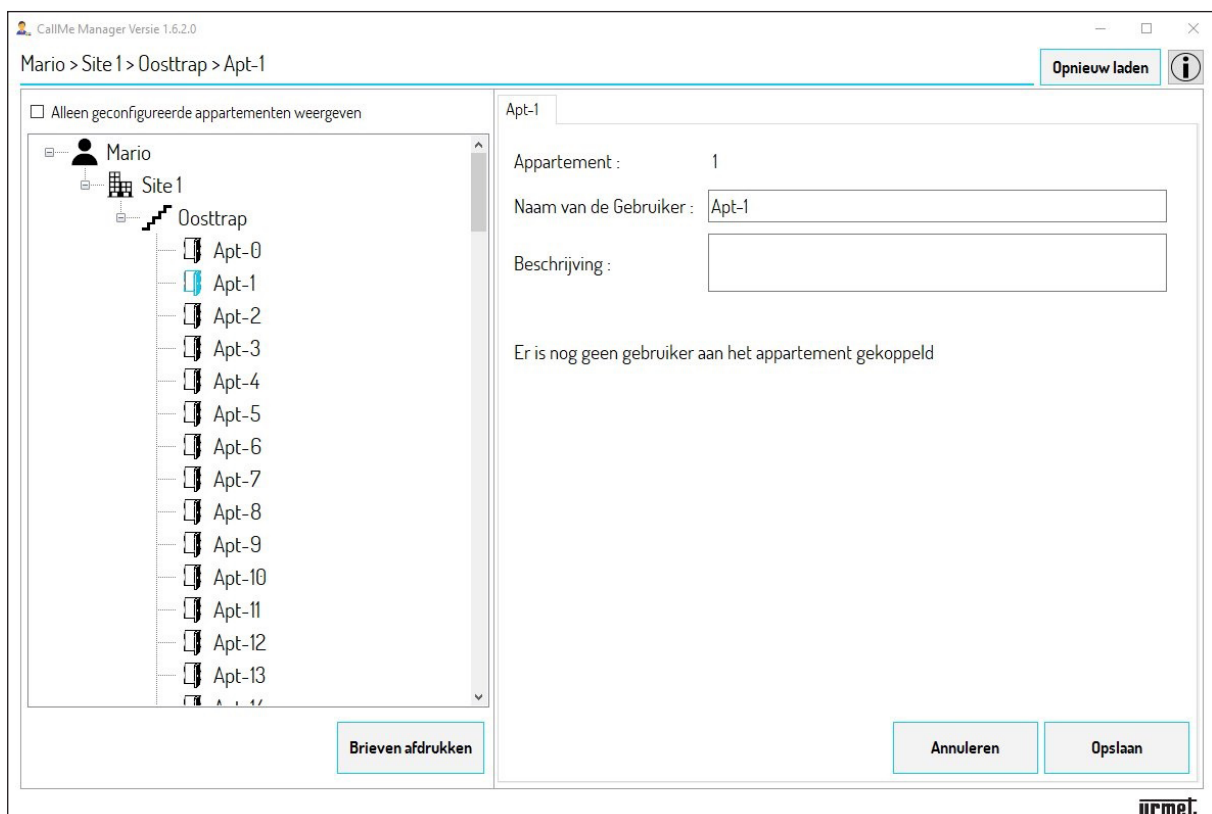 CallMe Manager Versie 1.6.2.0
Mario > Site 1 > Oosttrap > Apt-1
Opnieuw laden
Alleen geconfigureerde appartementen weergeven
Mario
Site 1
Oosttrap
Apt-0
Apt-1
Apt-2
Apt-3
Apt-4
Apt-5
Apt-6
Apt-7
Apt-8
Apt-9
Apt-10
Apt-11
Apt-12
Apt-13
Brieven afdrukken
Apt-1
Appartement : 1
Naam van de Gebruiker : Apt-1
Beschrijving :
Er is nog geen gebruiker aan het appartement gekoppeld
Annuleren
Opslaan
urmet